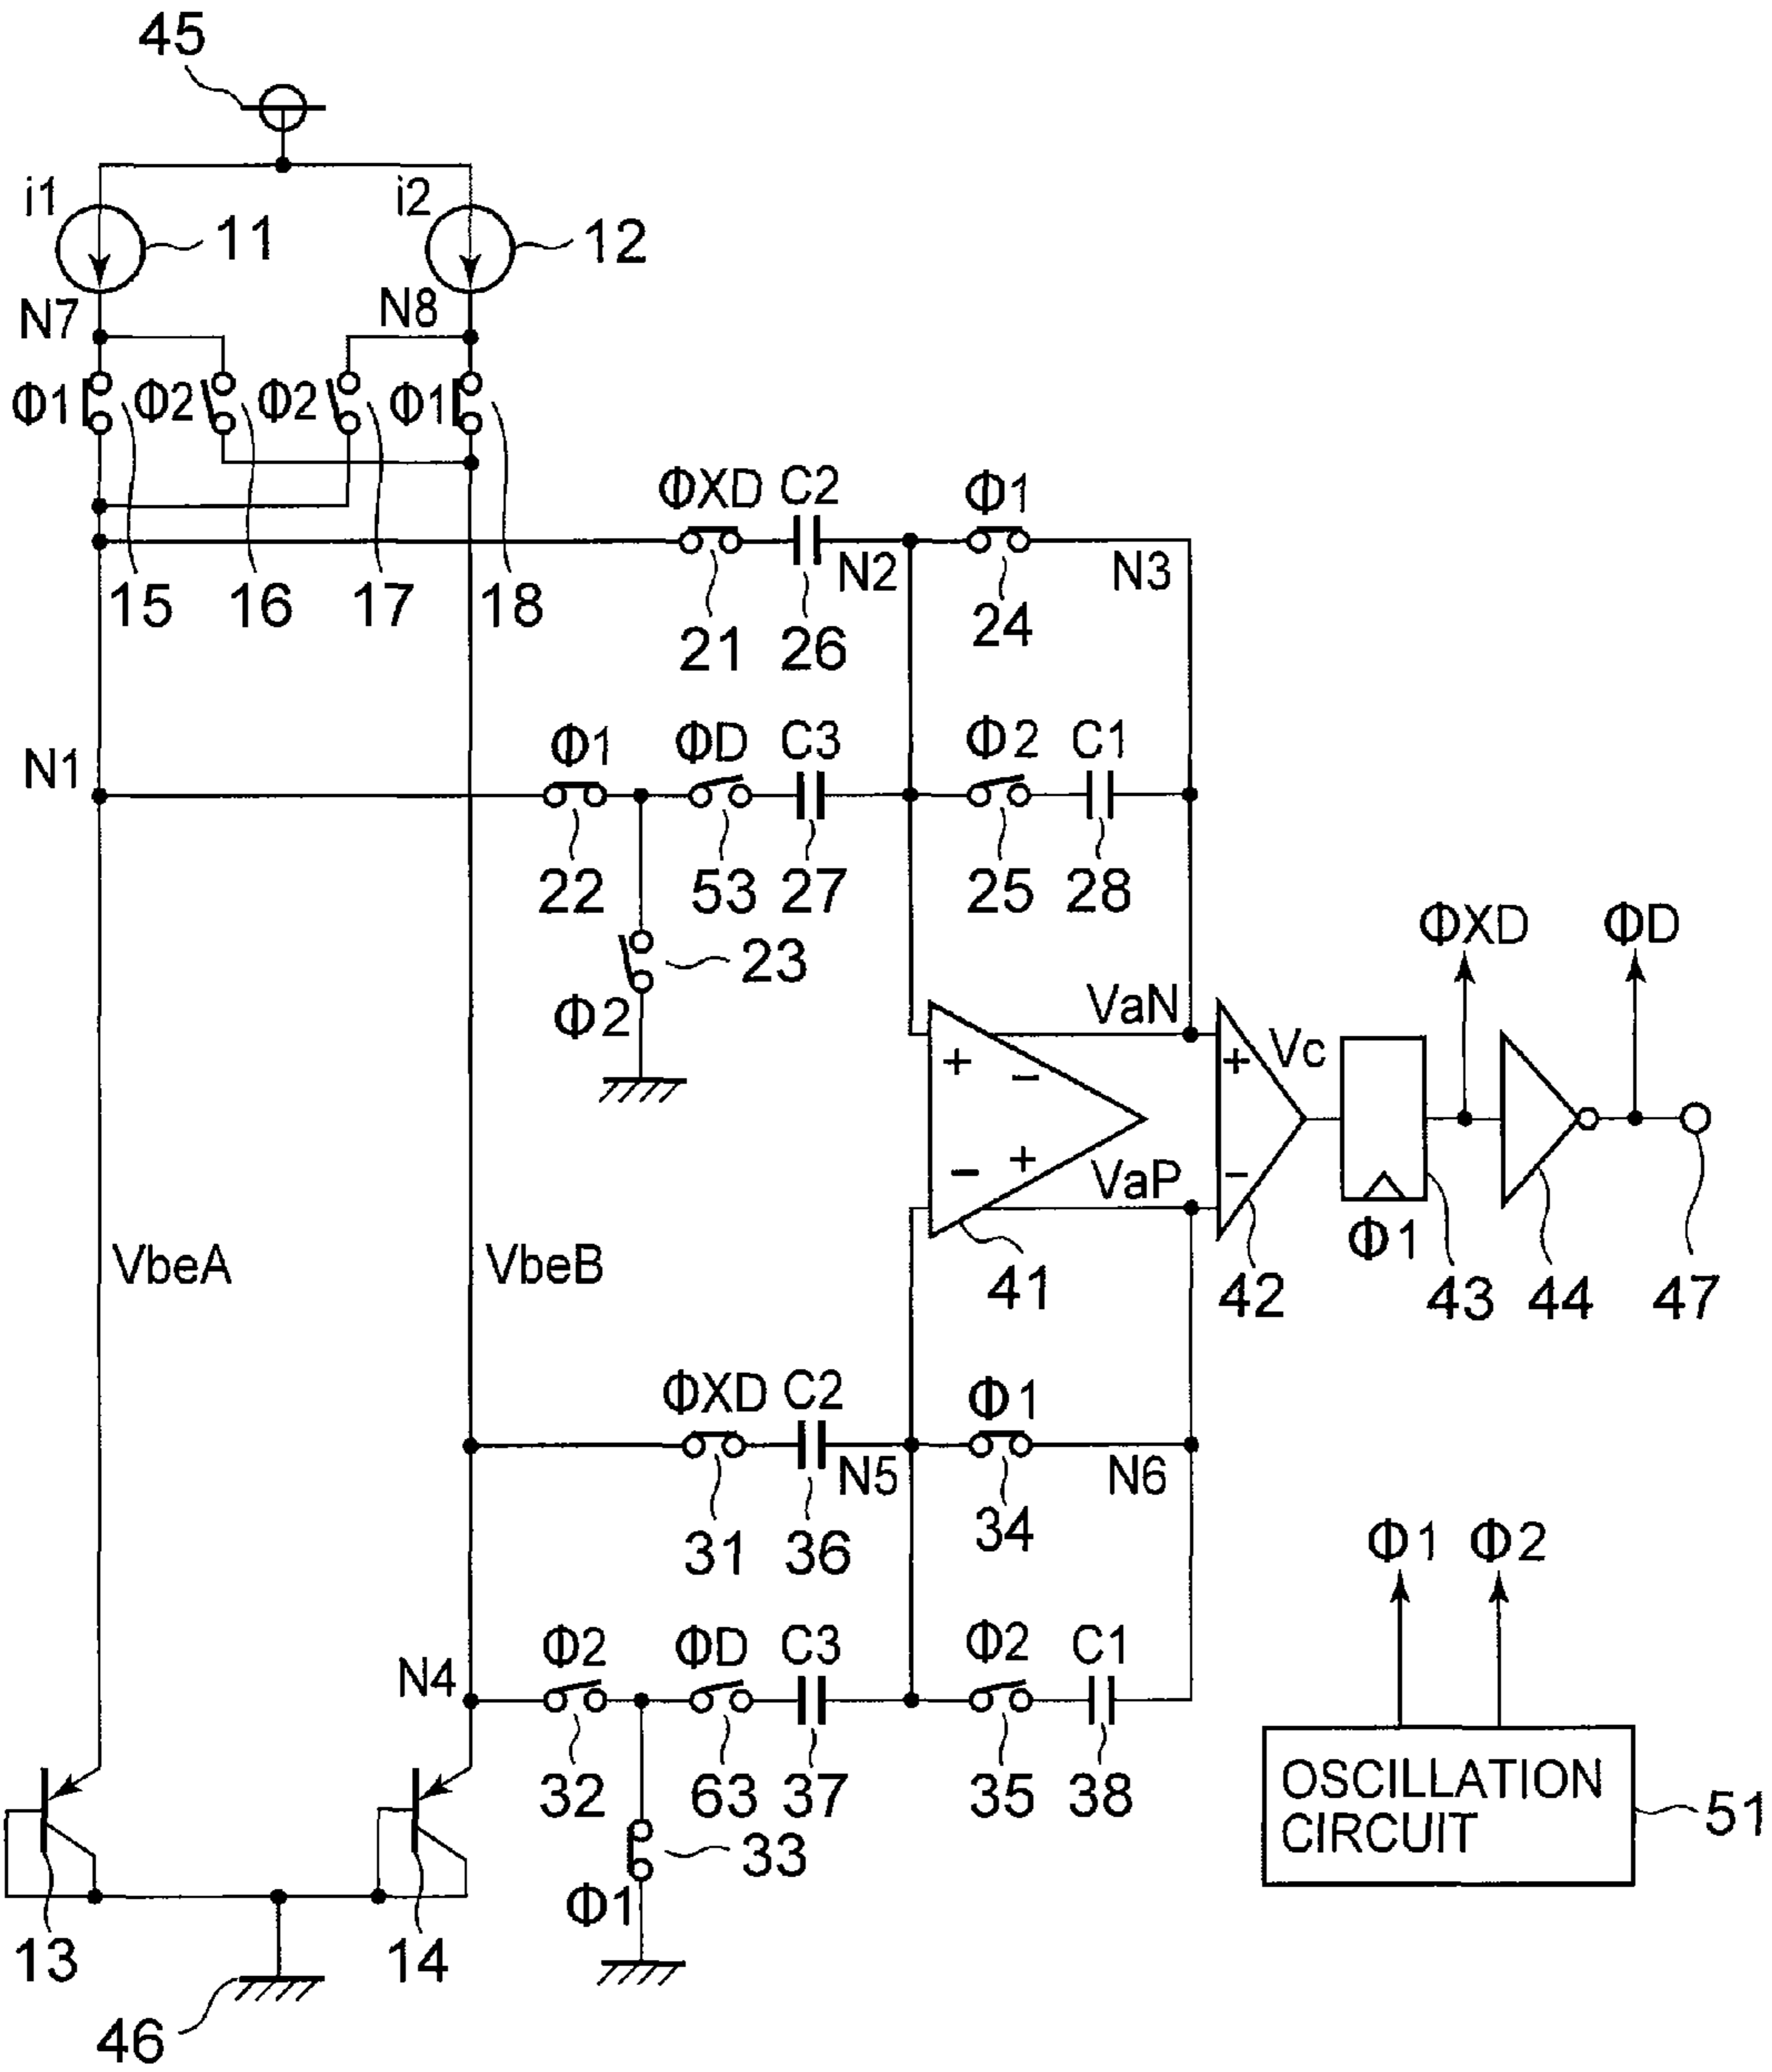 45
i1
i2
11
12
N7
N8
Φ1
Φ2
Φ2
Φ1
ΦXD
C2
Φ1
N2
N3
15
16
17
18
21
26
24
N1
Φ1
ΦD
C3
Φ2
C1
22
53
27
25
28
23
Φ2
ΦXD
ΦD
VaN
+
−
+
Vc
−
+
−
VaP
Φ1
41
42
43
44
47
VbeA
VbeB
ΦXD
C2
Φ1
N5
N6
31
36
34
Φ1
Φ2
N4
Φ2
ΦD
C3
Φ2
C1
32
63
37
35
38
33
Φ1
OSCILLATION
CIRCUIT
51
13
14
46